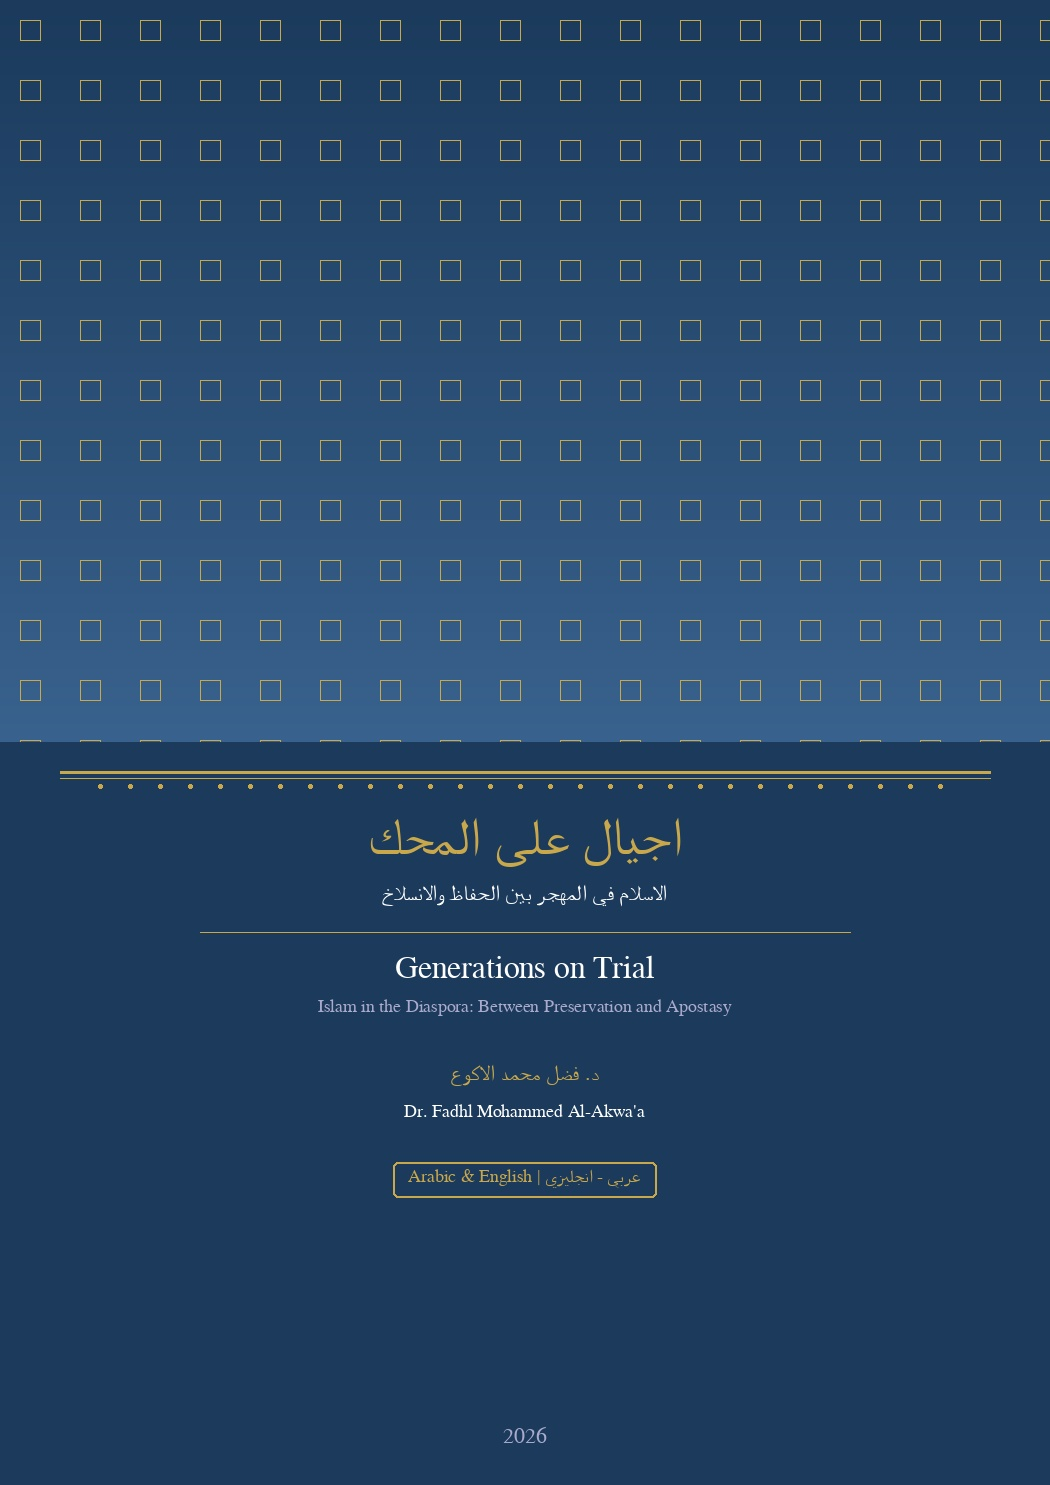 اجيال على المحك
الاسلام في المهجر بين الحفاظ والانسلاخ
Generations on Trial
Islam in the Diaspora: Between Preservation and Apostasy
د. فضل محمد الاكوع
Dr. Fadhl Mohammed Al-Akwa'a
Arabic & English | عربي - انجليزي
2026